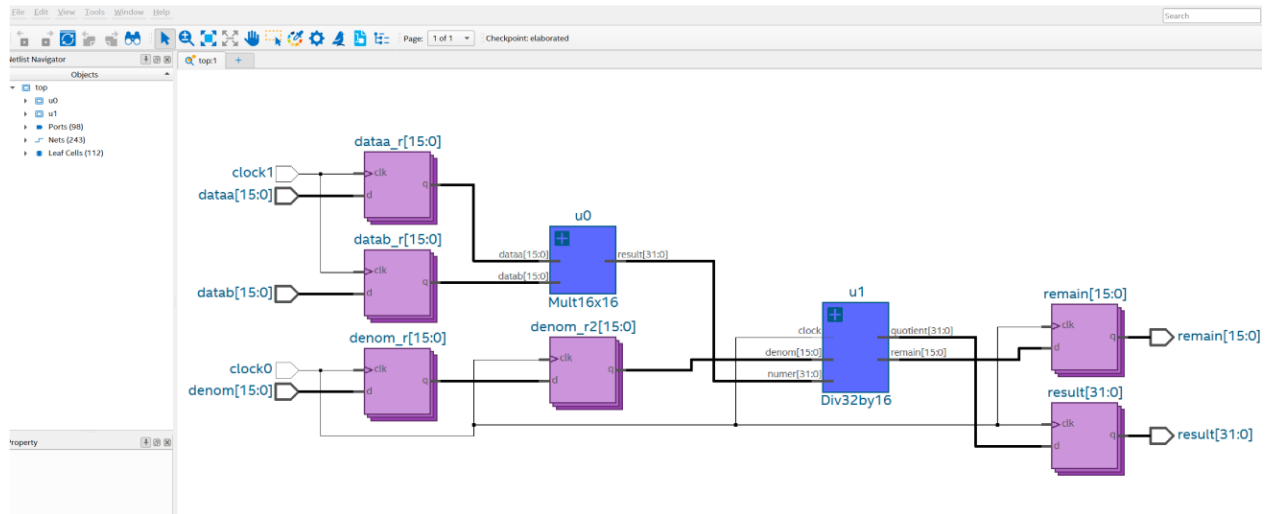 File Edit View Tools Window Help
Search
Page: 1 of 1 Checkpoint: elaborated
Netlist Navigator
top:1 +
Objects
top
u0
u1
Ports (98)
Nets (243)
Leaf Cells (112)
dataa_r[15:0]
clock1
clk
dataa[15:0]
q
d
datab_r[15:0]
clk
q
datab[15:0]
d
u0
dataa[15:0]
result[31:0]
datab[15:0]
Mult16x16
denom_r[15:0]
clock0
clk
q
denom[15:0]
d
denom_r2[15:0]
clk
q
d
u1
clock
quotient[31:0]
denom[15:0]
remain[15:0]
numer[31:0]
Div32by16
remain[15:0]
clk
q
remain[15:0]
d
result[31:0]
clk
q
result[31:0]
d
Property